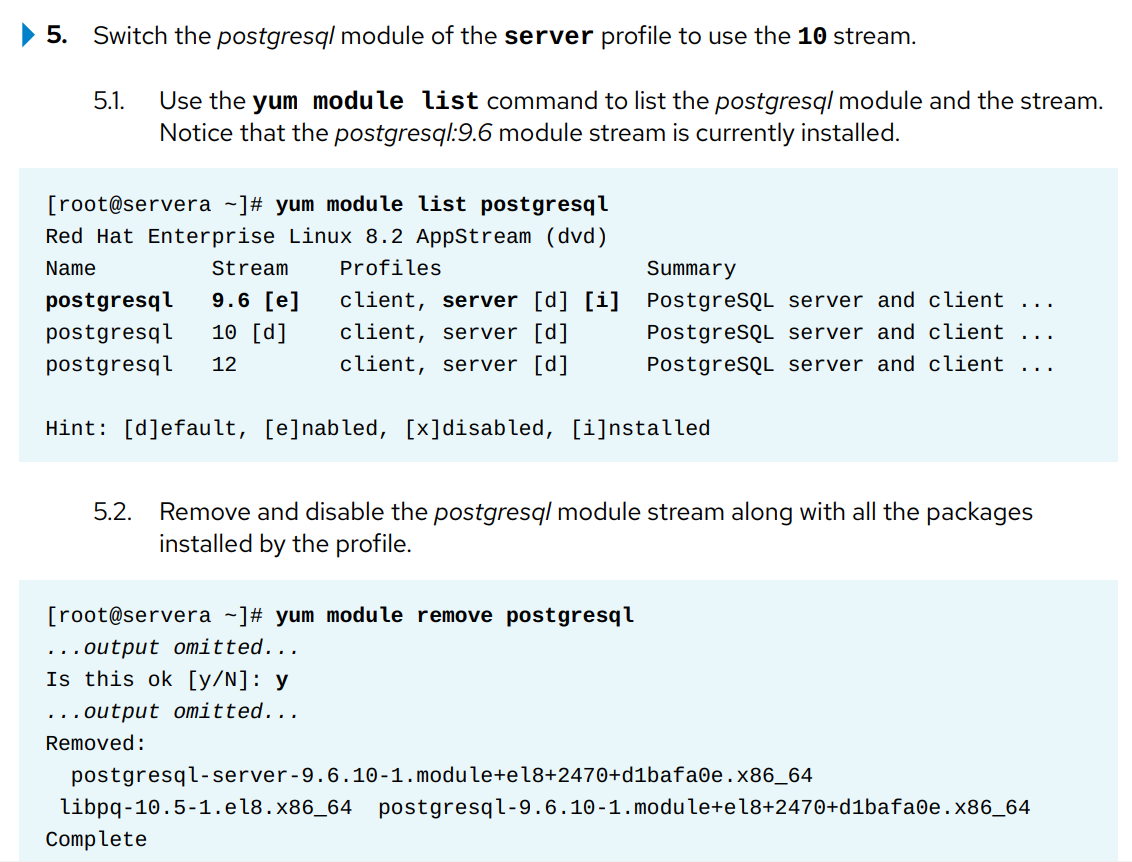 5. Switch the postgresql module of the server profile to use the 10 stream.
5.1. Use the yum module list command to list the postgresql module and the stream.
Notice that the postgresql:9.6 module stream is currently installed.
[root@servera ~]# yum module list postgresql
Red Hat Enterprise Linux 8.2 AppStream (dvd)
Name         Stream    Profiles                Summary
postgresql   9.6 [e]   client, server [d] [i]  PostgreSQL server and client ...
postgresql   10 [d]    client, server [d]      PostgreSQL server and client ...
postgresql   12        client, server [d]      PostgreSQL server and client ...
Hint: [d]efault, [e]nabled, [x]disabled, [i]nstalled
5.2. Remove and disable the postgresql module stream along with all the packages
installed by the profile.
[root@servera ~]# yum module remove postgresql
...output omitted...
Is this ok [y/N]: y
...output omitted...
Removed:
  postgresql-server-9.6.10-1.module+el8+2470+d1bafa0e.x86_64
 libpq-10.5-1.el8.x86_64  postgresql-9.6.10-1.module+el8+2470+d1bafa0e.x86_64
Complete